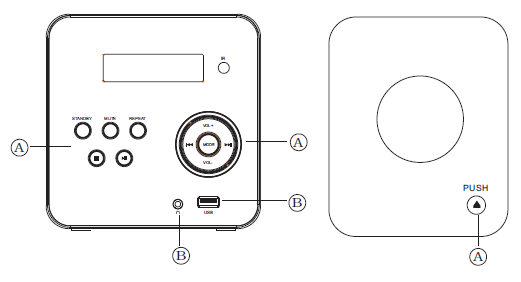 IR
STANDBY MUTE REPEAT
VOL+
MODE
VOL-
USB
PUSH
A
A
B
B
A